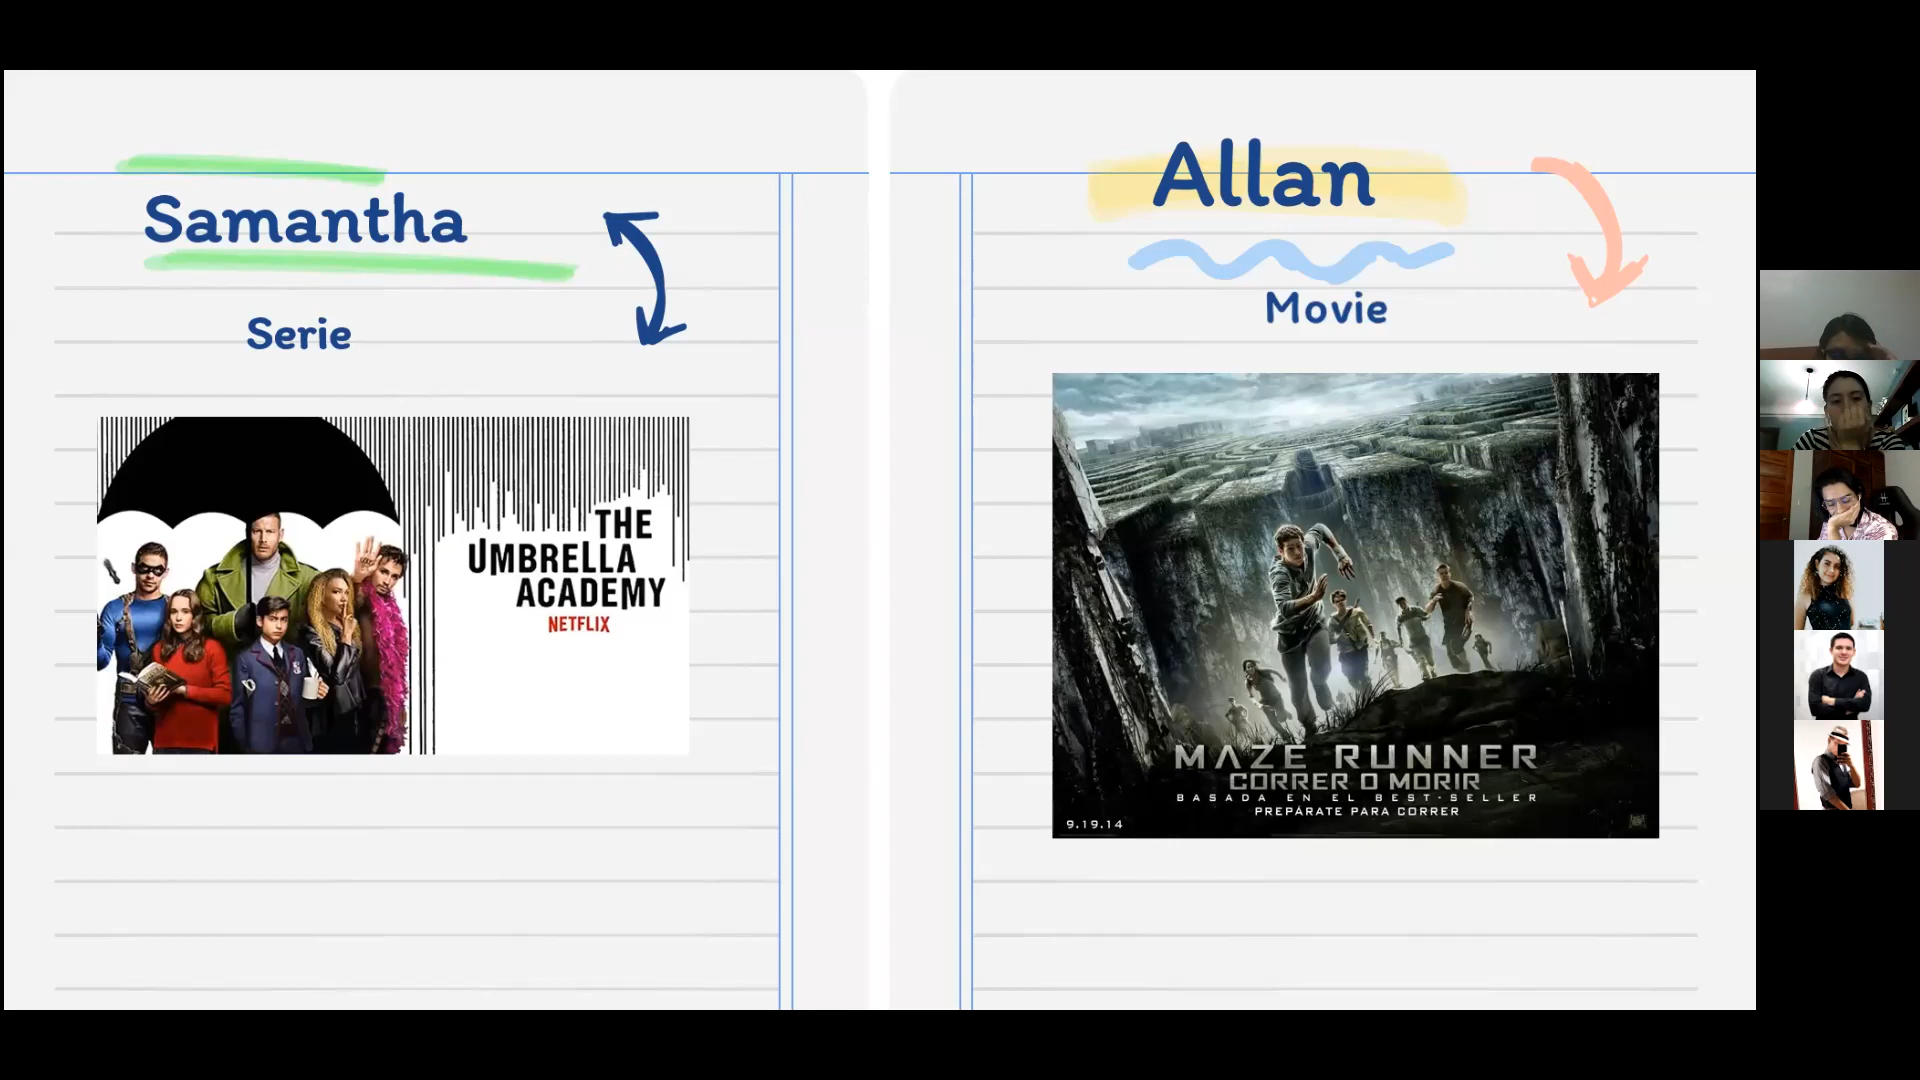 Samantha
Serie
THE
UMBRELLA
ACADEMY
NETFLIX
Allan
Movie
MAZE RUNNER
CORRER O MORIR
BASADA EN EL BEST-SELLER
PREPÁRATE PARA CORRER
9.19.14